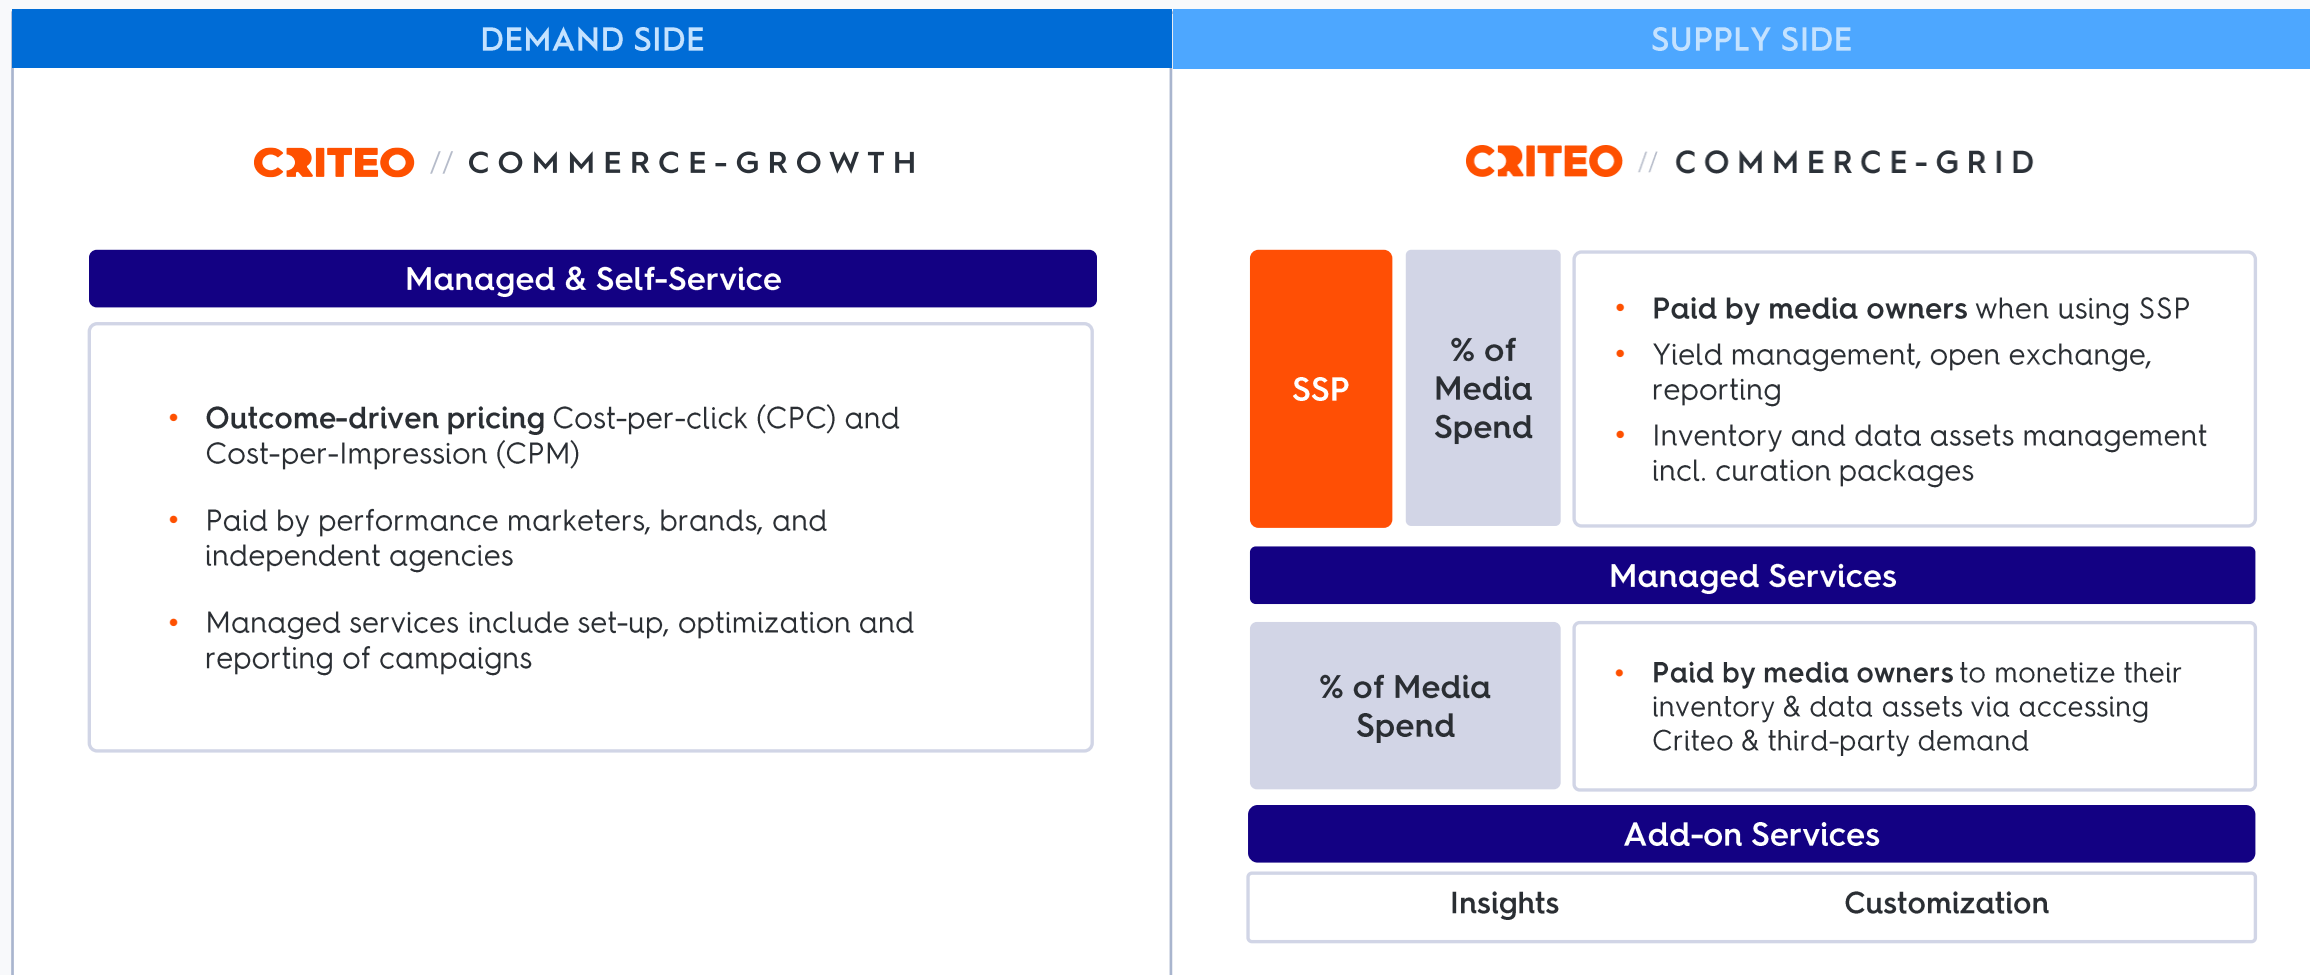 DEMAND SIDE
CRITEO // COMMERCE-GROWTH
Managed & Self-Service
• Outcome-driven pricing Cost-per-click (CPC) and
Cost-per-Impression (CPM)
• Paid by performance marketers, brands, and
independent agencies
• Managed services include set-up, optimization and
reporting of campaigns
SUPPLY SIDE
CRITEO // COMMERCE-GRID
SSP
% of
Media
Spend
• Paid by media owners when using SSP
• Yield management, open exchange,
reporting
• Inventory and data assets management
incl. curation packages
Managed Services
% of Media
Spend
• Paid by media owners to monetize their
inventory & data assets via accessing
Criteo & third-party demand
Add-on Services
Insights
Customization